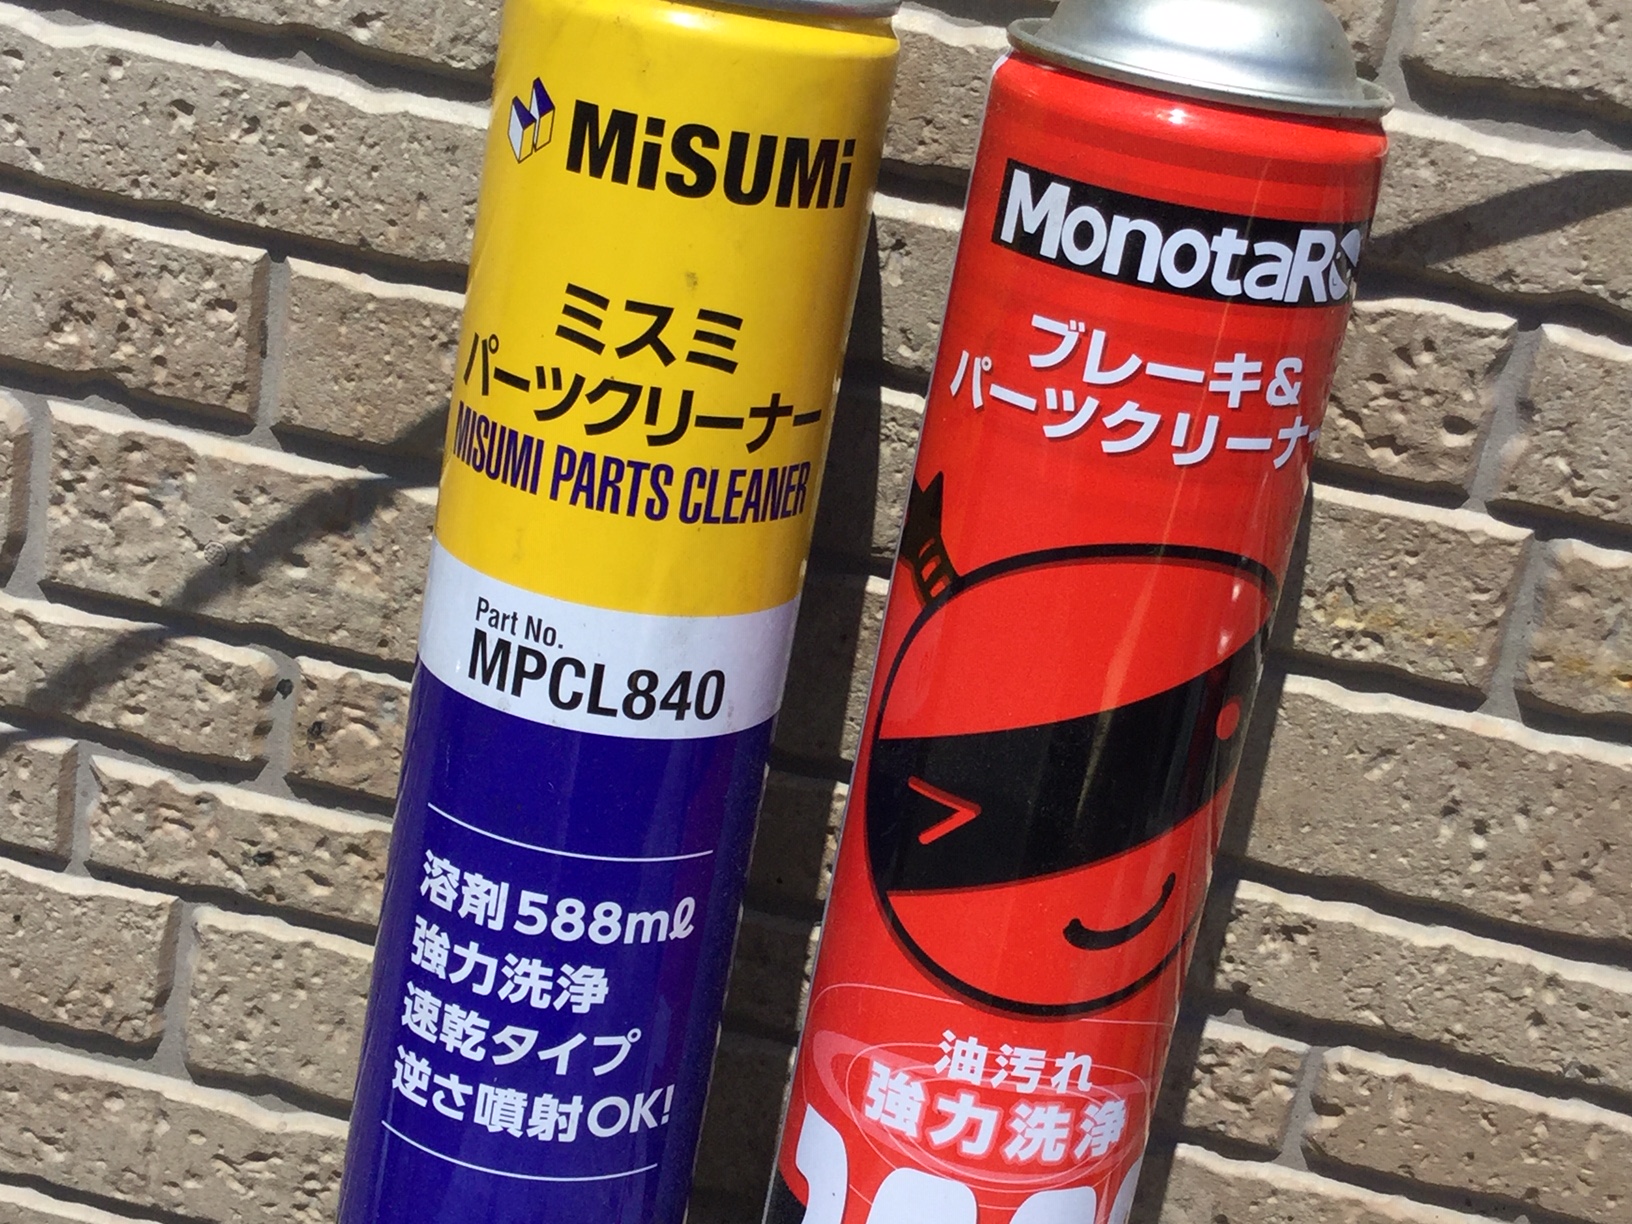 MiSUMi
ミスミ
パーツクリーナー
MISUMI PARTS CLEANER
Part No.
MPCL840
溶剤588mℓ
強力洗浄
速乾タイプ
逆さ噴射OK!
MonotaRO
ブレーキ&
パーツクリーナー
油汚れ
強力洗浄